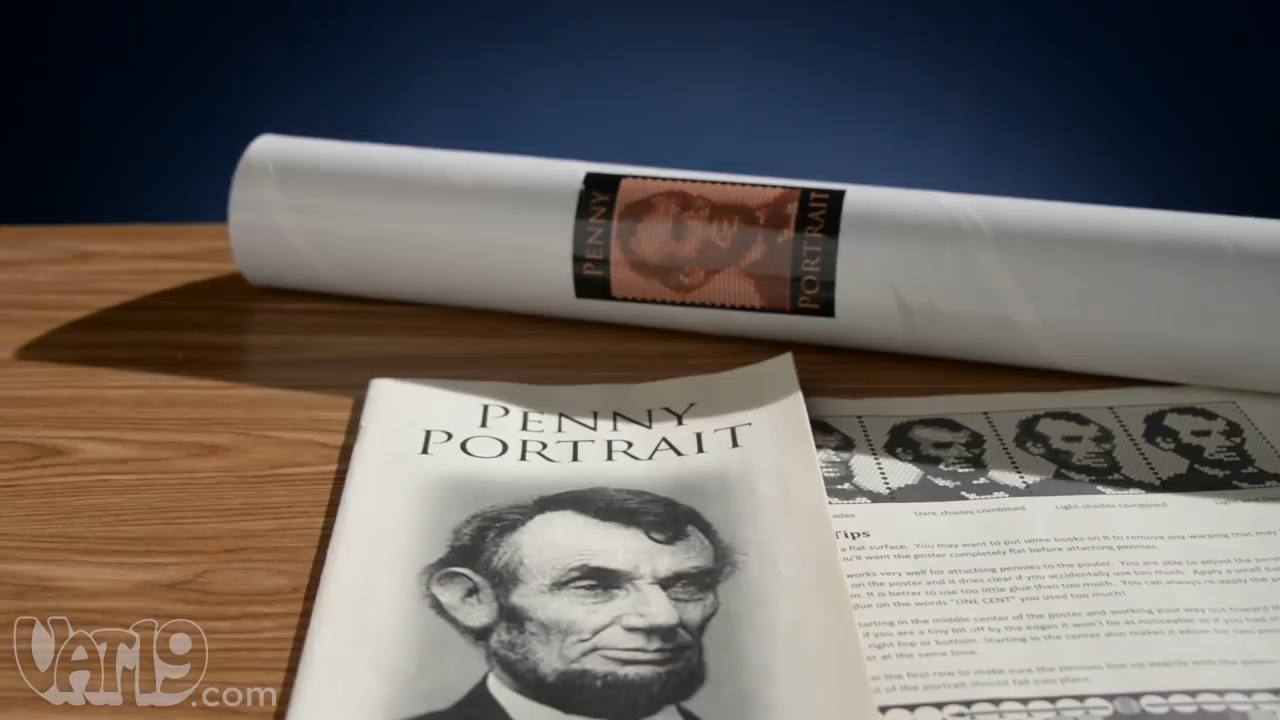 PENNY
PORTRAIT
PENNY
PORTRAIT
Dark shades combined
Light shades combined
Tips
a flat surface. You may want to put some books on it to remove any warping that may
you'll want the poster completely flat before attaching pennies.
works very well for attaching pennies to the poster. You are able to adjust the
on the poster and it dries clear if you accidentally use too much. Apply a small
It is better to use too little glue than too much. You can always re-apply the
glue on the words "ONE CENT" you used too much!
starting in the middle center of the poster and working your way out toward
if you are a tiny bit off by the edges it won't be as noticeable as if you had
right top or bottom. Starting in the center also makes it easier for two
at the same time.
the first row to make sure the pennies line up exactly with the
of the portrait should fall into place.
VAT19.com